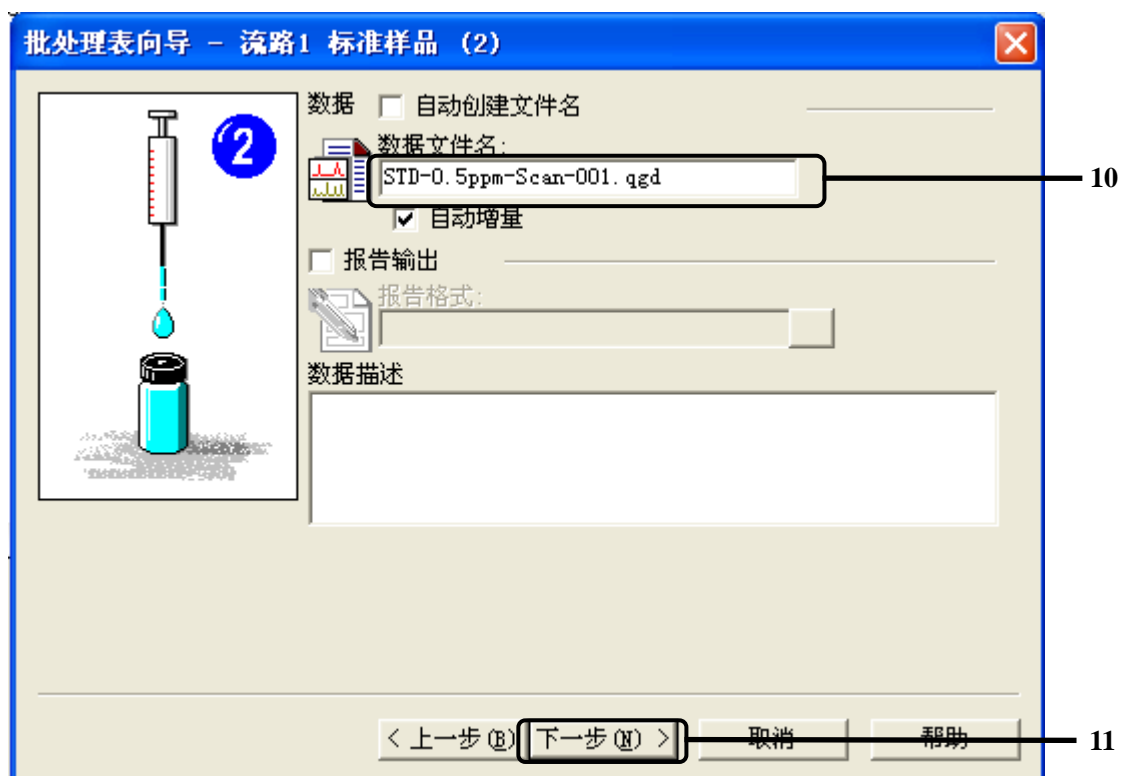 批处理表向导 - 流路1 标准样品 (2)
数据 自动创建文件名
2
数据文件名:
STD-0.5ppm-Scan-001.qgd
10
自动增量
报告输出
报告格式:
数据描述
< 上一步(B) 下一步(N) > 取消 帮助
11